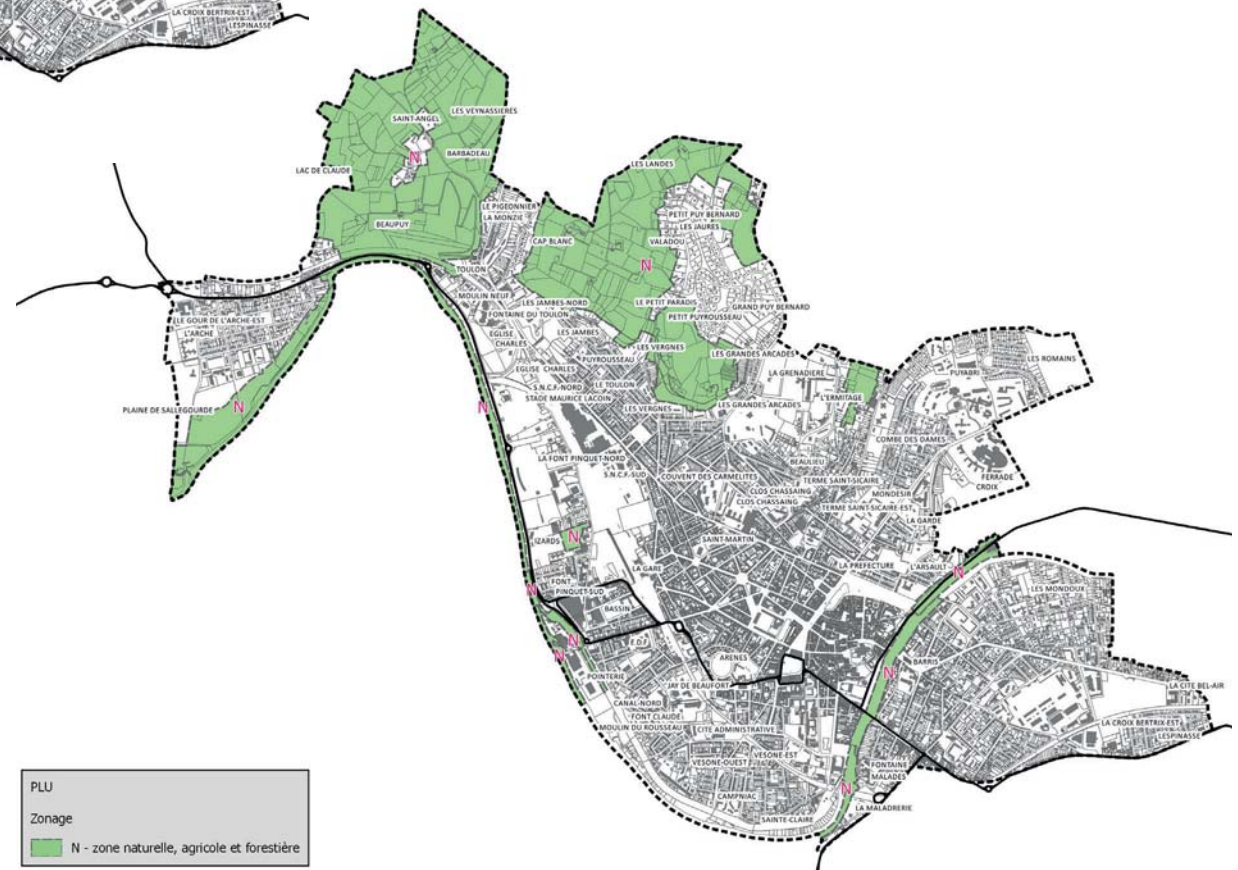 LA CROIX BERTRIX-EST
LESPINASSE
SAINT-ANGEL
LES VEYNASSIERES
N
BARBADEAU
LAC DE CLAUDE
LES LANDES
LE PIGEONNIER
LA MONZIE
PETIT PUY BERNARD
LES JAURES
BEAUPUY
CAP BLANC
VALADOU
N
TOULON
MOULIN NEUF
LES JAMBES-NORD
LE PETIT PARADIS
GRAND PUY BERNARD
FONTAINE DU TOULON
PETIT PUYROUSSEAU
LE GOUR DE L'ARCHE-EST
L'ARCHE
EGLISE
CHARLES
LES JAMBES
LES VERGNES
LES GRANDES ARCADES
LES ROMAINS
PUYROUSSEAU
EGLISE CHARLES
LA GRENADIERE
PUYABRI
S.N.C.F.-NORD
LE TOULON
STADE MAURICE LACOIN
L'ERMITAGE
PLAINE DE SALLEGOURDE
N
N
LES VERGNES
LES GRANDES ARCADES
COMBE DES DAMES
LA FONT PINQUET-NORD
BEAULIEU
S.N.C.F.-SUD
COUVENT DES CARMELITES
TERME SAINT-SICAIRE
FERRADE
CROIX
CLOS CHASSAING
CLOS CHASSAING
MONDESIR
TERME SAINT-SICAIRE-EST
LA GARDE
IZARDS
N
SAINT-MARTIN
LA GARE
LA PREFECTURE
L'ARSAULT
N
FONT
PINQUET-SUD
N
LES MONDOUX
BASSIN
N
E.D.F
N
ARENES
BARRIS
N
POINTERIE
JAY DE BEAUFORT
LA CITE BEL-AIR
CANAL-NORD
FONT CLAUDE
LA CROIX BERTRIX-EST
MOULIN DU ROUSSEAU
CITE ADMINISTRATIVE
LESPINASSE
VESONE-EST
VESONE-OUEST
FONTAINE
MALADES
N
CAMPNIAC
LA MALADRERIE
SAINTE-CLAIRE
PLU
Zonage
N - zone naturelle, agricole et forestière